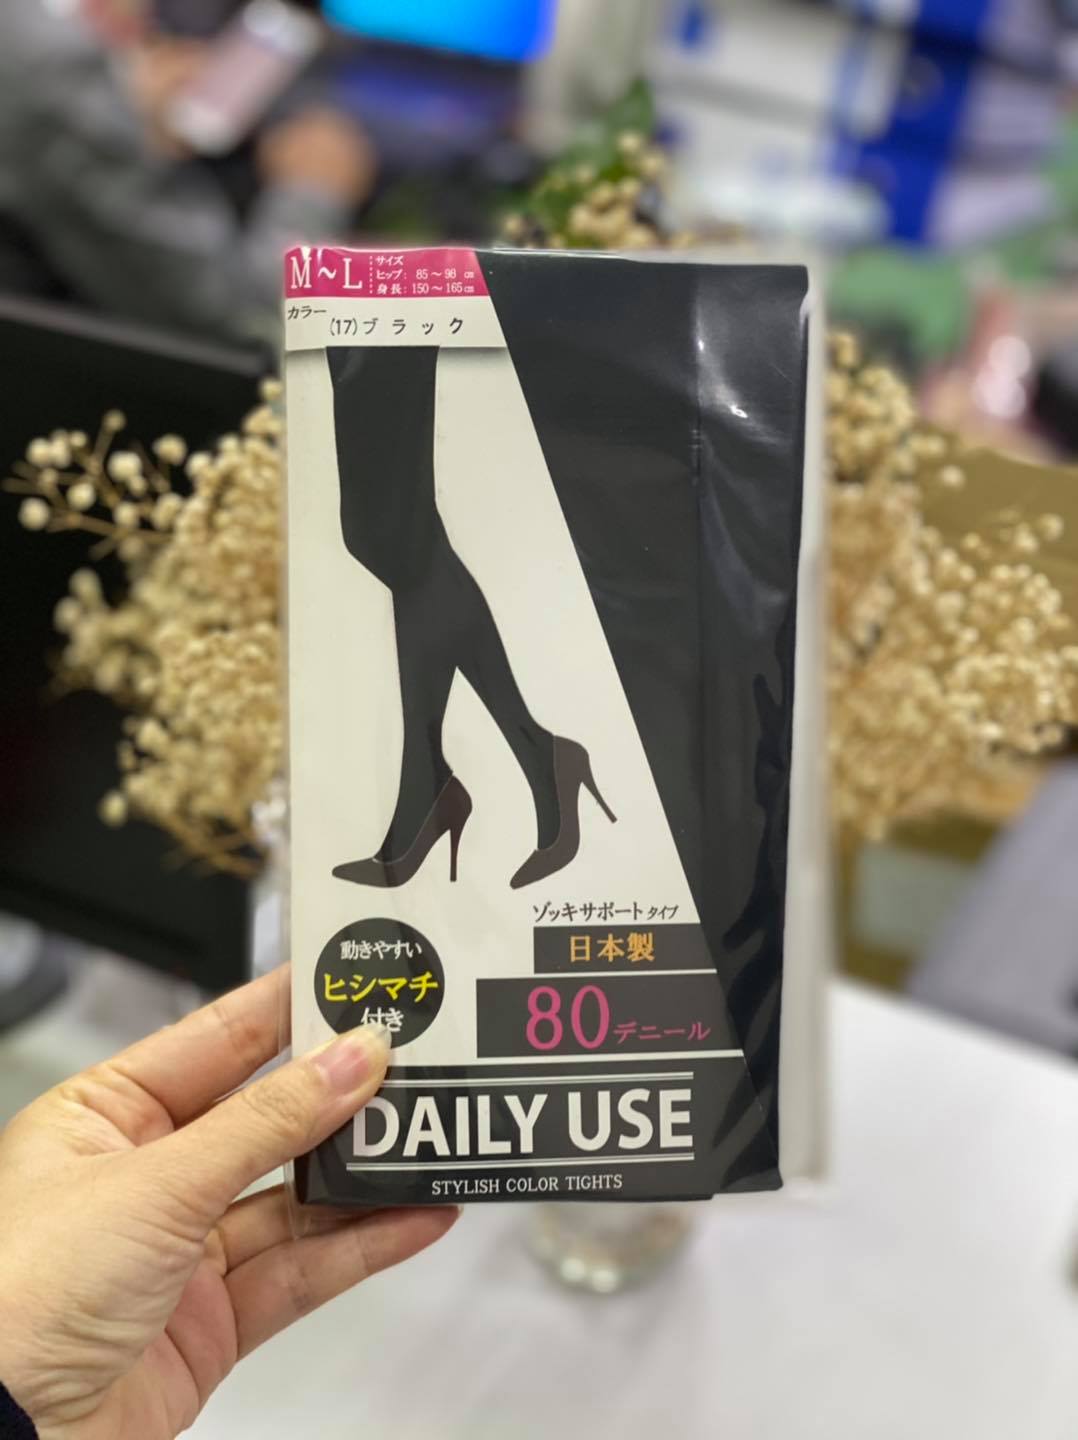 M～L
サイズ
ヒップ: 85～98 cm
身長: 150～165cm
カラー
(17)ブラック
ゾッキサポートタイプ
日本製
動きやすい
ヒシマチ
付き
80デニール
DAILY USE
STYLISH COLOR TIGHTS